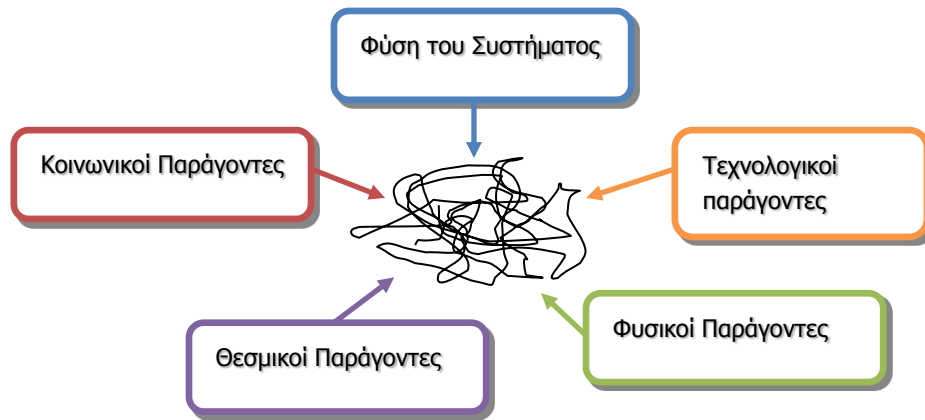 Φύση του Συστήματος
Κοινωνικοί Παράγοντες
Τεχνολογικοί
παράγοντες
Θεσμικοί Παράγοντες
Φυσικοί Παράγοντες